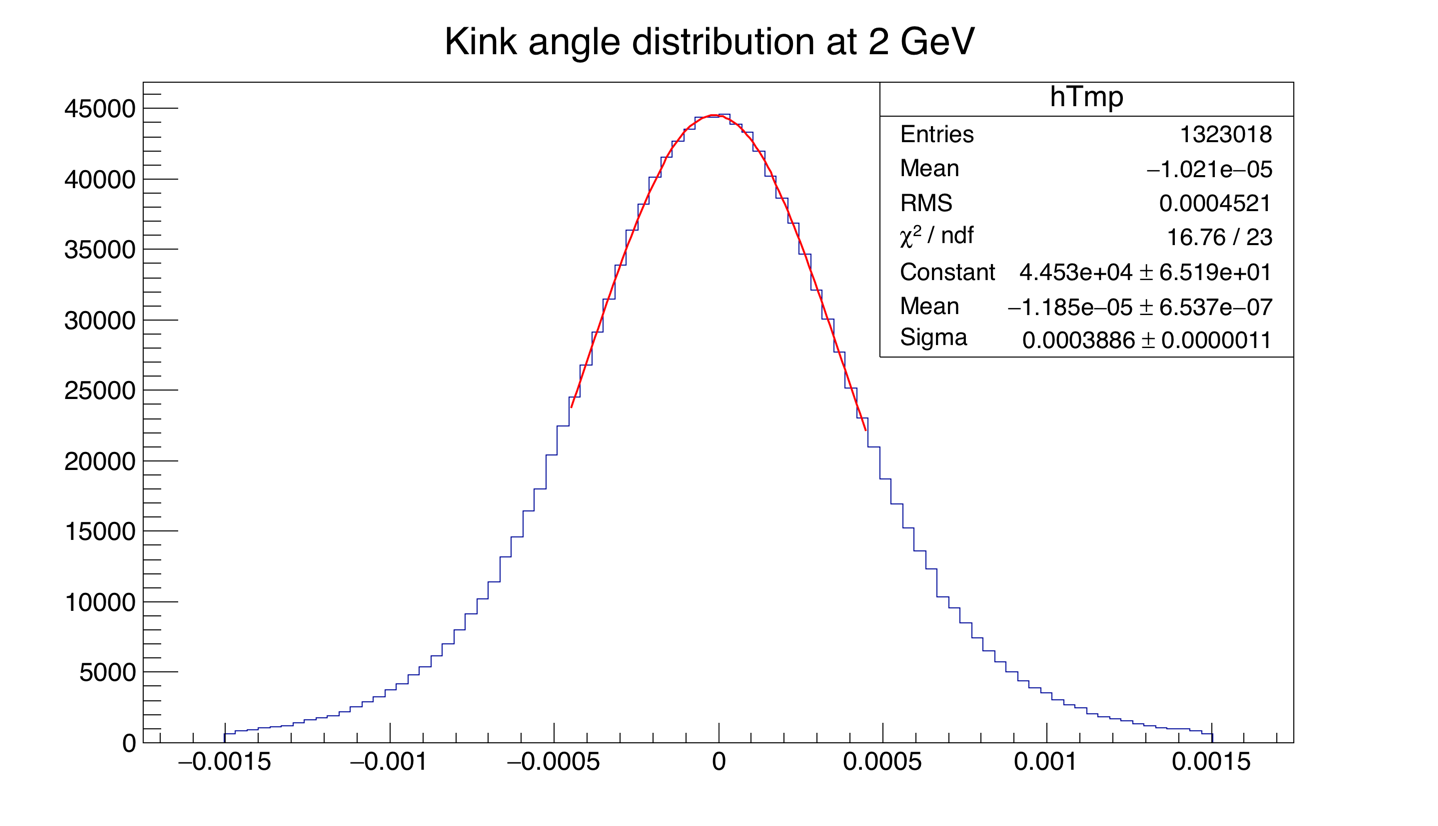 Kink angle distribution at 2 GeV
hTmp
Entries 1323018
Mean −1.021e−05
RMS 0.0004521
χ² / ndf 16.76 / 23
Constant 4.453e+04 ± 6.519e+01
Mean −1.185e−05 ± 6.537e−07
Sigma 0.0003886 ± 0.0000011
45000
40000
35000
30000
25000
20000
15000
10000
5000
0
−0.0015 −0.001 −0.0005 0 0.0005 0.001 0.0015